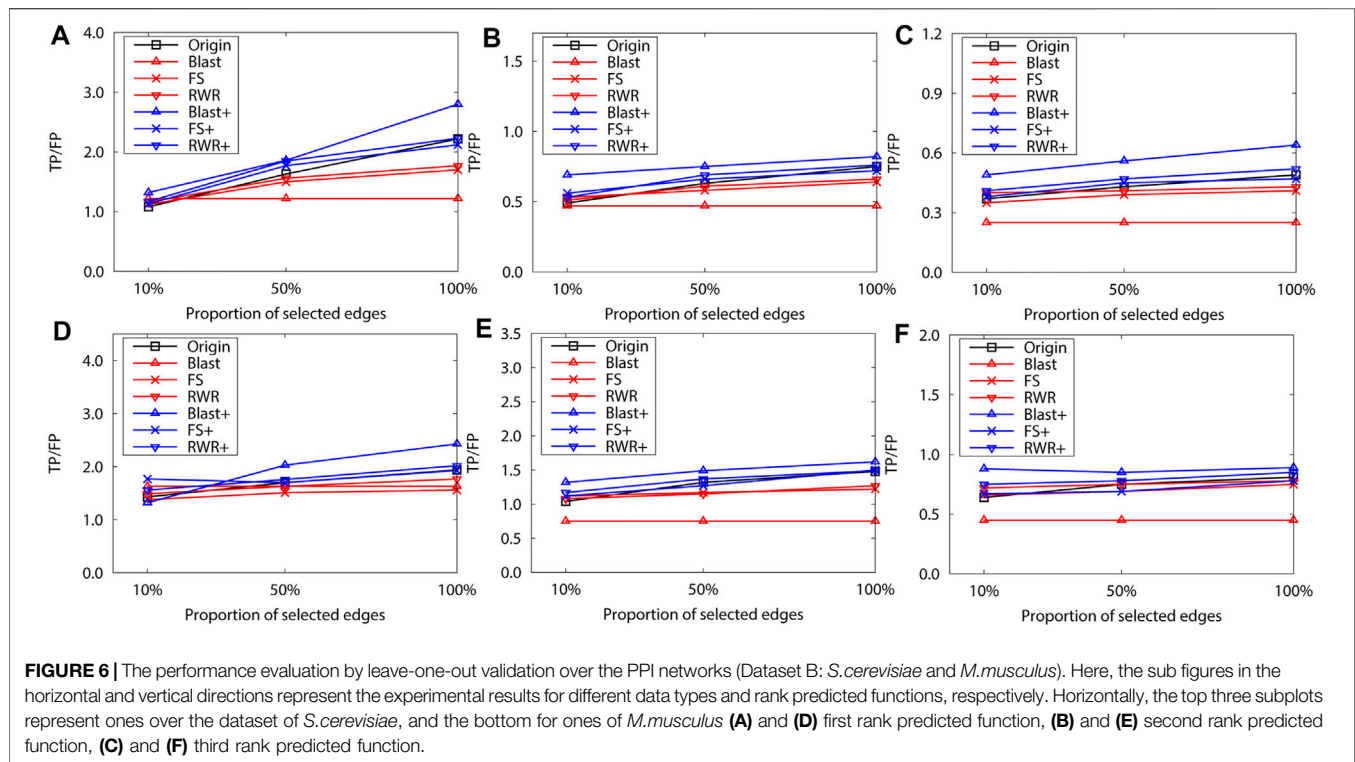 A
4.0
3.0
2.0
1.0
0.0
TP/FP
Origin
Blast
FS
RWR
Blast+
FS+
RWR+
10%
50%
100%
Proportion of selected edges
B
1.5
1.0
0.5
0.0
TP/FP
Origin
Blast
FS
RWR
Blast+
FS+
RWR+
10%
50%
100%
Proportion of selected edges
C
1.2
0.9
0.6
0.3
0.0
TP/FP
Origin
Blast
FS
RWR
Blast+
FS+
RWR+
10%
50%
100%
Proportion of selected edges
D
4.0
3.0
2.0
1.0
0.0
TP/FP
Origin
Blast
FS
RWR
Blast+
FS+
RWR+
10%
50%
100%
Proportion of selected edges
E
3.5
3.0
2.5
2.0
1.5
1.0
0.5
0.0
TP/FP
Origin
Blast
FS
RWR
Blast+
FS+
RWR+
10%
50%
100%
Proportion of selected edges
F
2.0
1.5
1.0
0.5
0.0
TP/FP
Origin
Blast
FS
RWR
Blast+
FS+
RWR+
10%
50%
100%
Proportion of selected edges
FIGURE 6 | The performance evaluation by leave-one-out validation over the PPI networks (Dataset B: S.cerevisiae and M.musculus). Here, the sub figures in the
horizontal and vertical directions represent the experimental results for different data types and rank predicted functions, respectively. Horizontally, the top three subplots
represent ones over the dataset of S.cerevisiae, and the bottom for ones of M.musculus (A) and (D) first rank predicted function, (B) and (E) second rank predicted
function, (C) and (F) third rank predicted function.